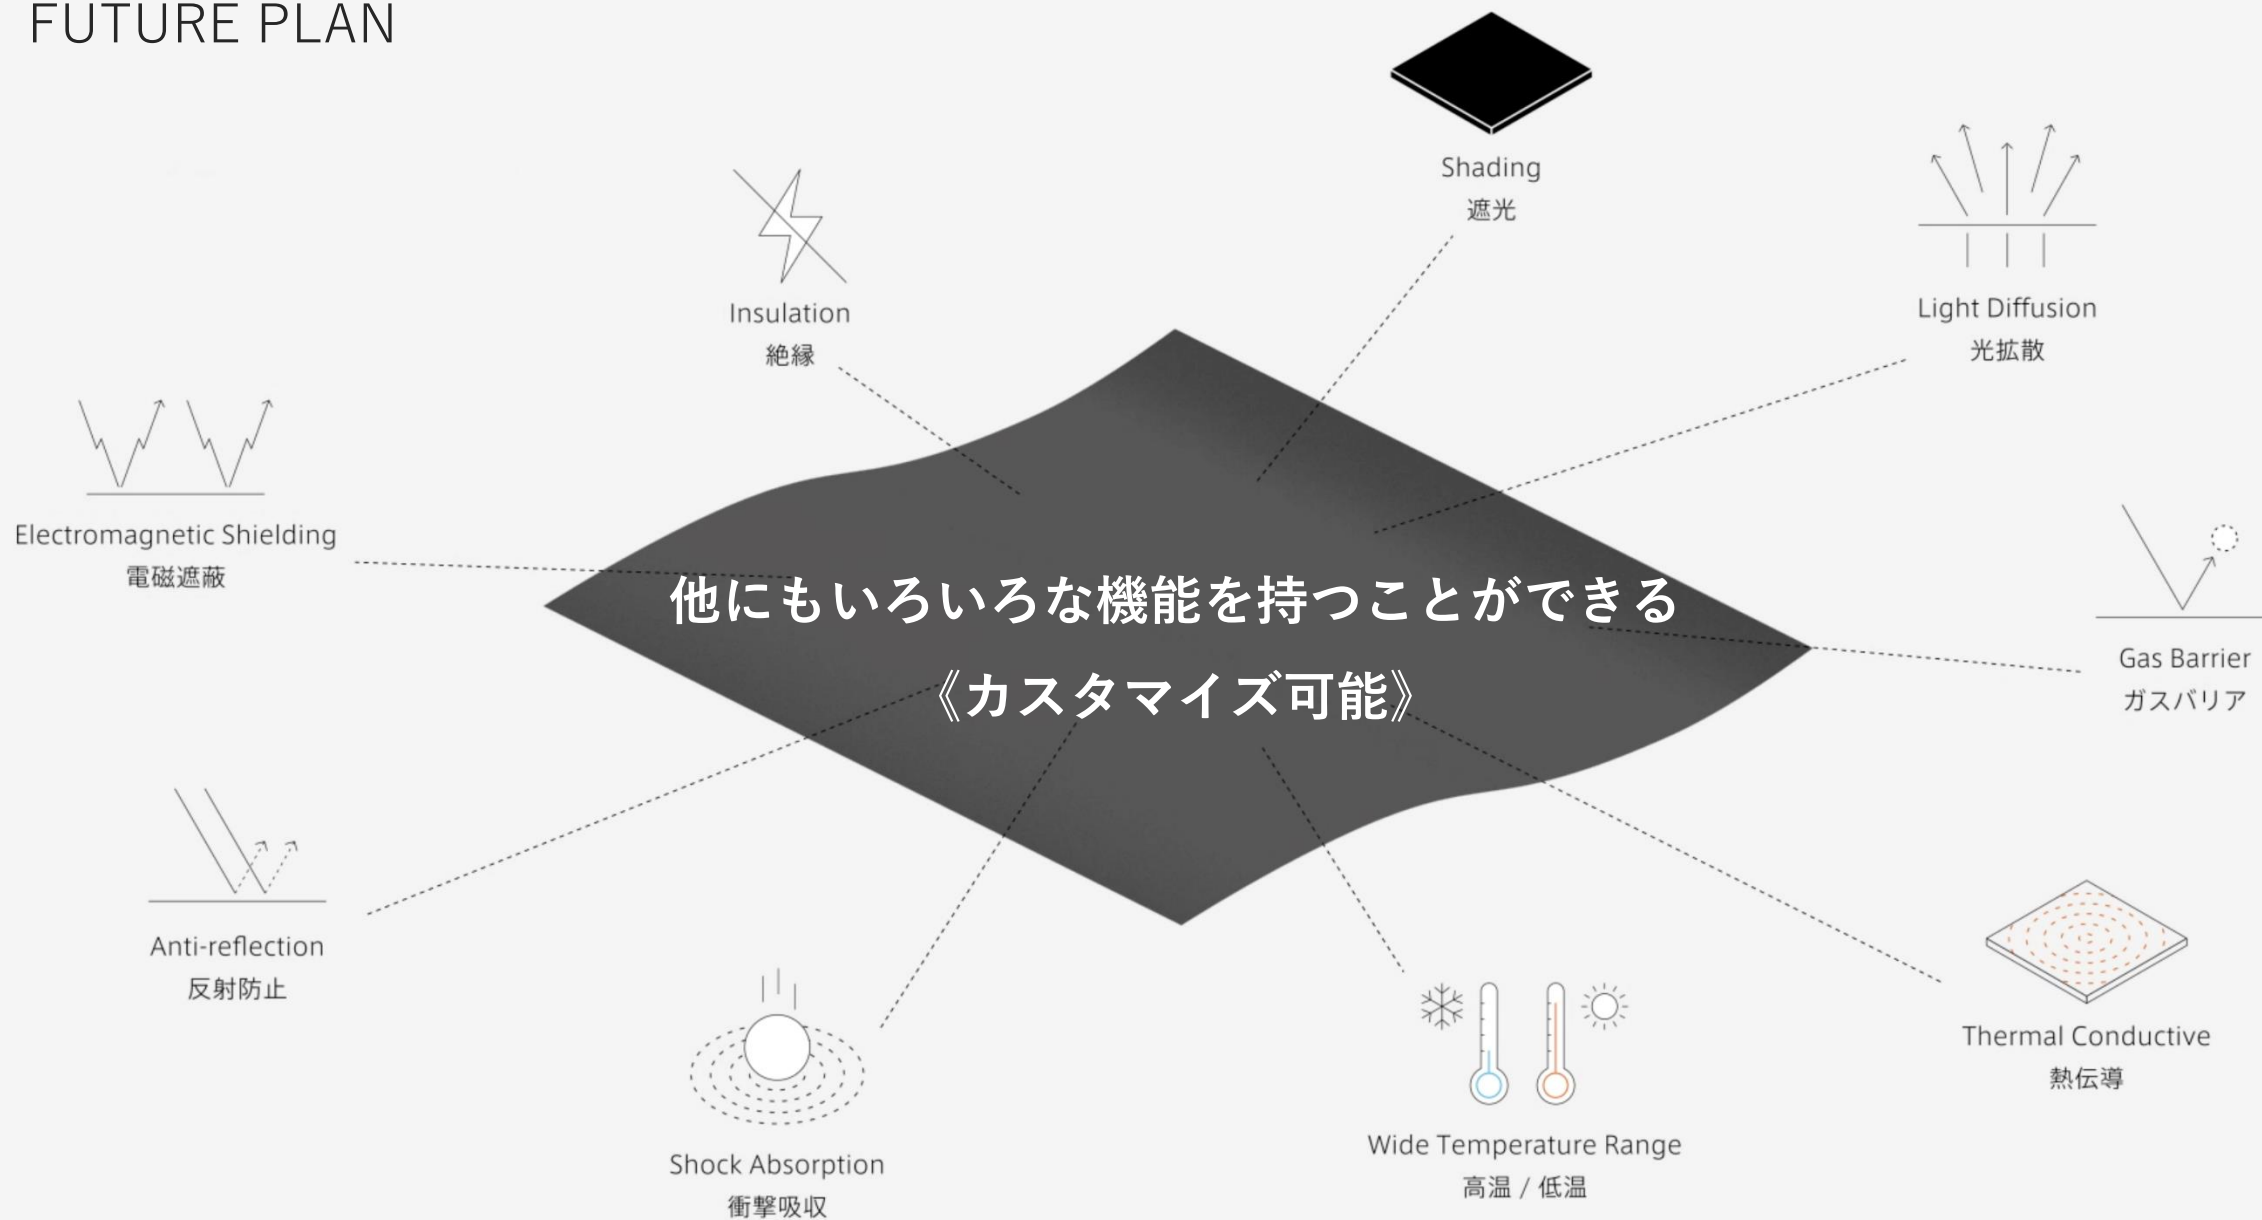 FUTURE PLAN
Shading
遮光
Light Diffusion
光拡散
Insulation
絶縁
Electromagnetic Shielding
電磁遮蔽
他にもいろいろな機能を持つことができる
《カスタマイズ可能》
Gas Barrier
ガスバリア
Anti-reflection
反射防止
Thermal Conductive
熱伝導
Shock Absorption
衝撃吸収
Wide Temperature Range
高温 / 低温